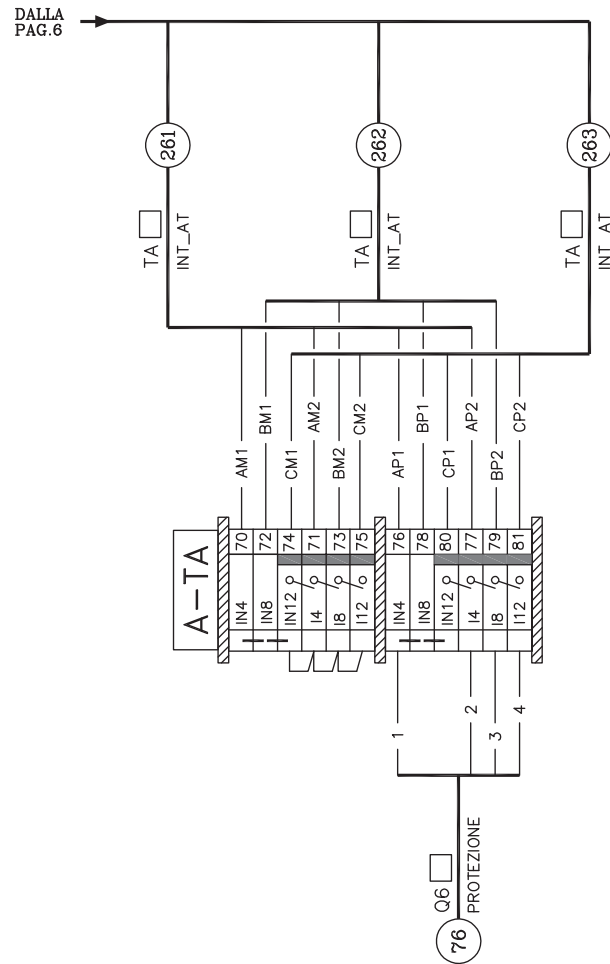 DALLA
PAG.6
261
262
263
TA
INT_AT
TA
INT_AT
TA
INT_AT
AM1
BM1
CM1
AM2
BM2
CM2
AP1
BP1
CP1
AP2
BP2
CP2
A-TA
70
72
74
71
73
75
76
78
80
77
79
81
IN4
IN8
IN12
I4
I8
I12
IN4
IN8
IN12
I4
I8
I12
1
2
3
4
Q6
PROTEZIONE
76